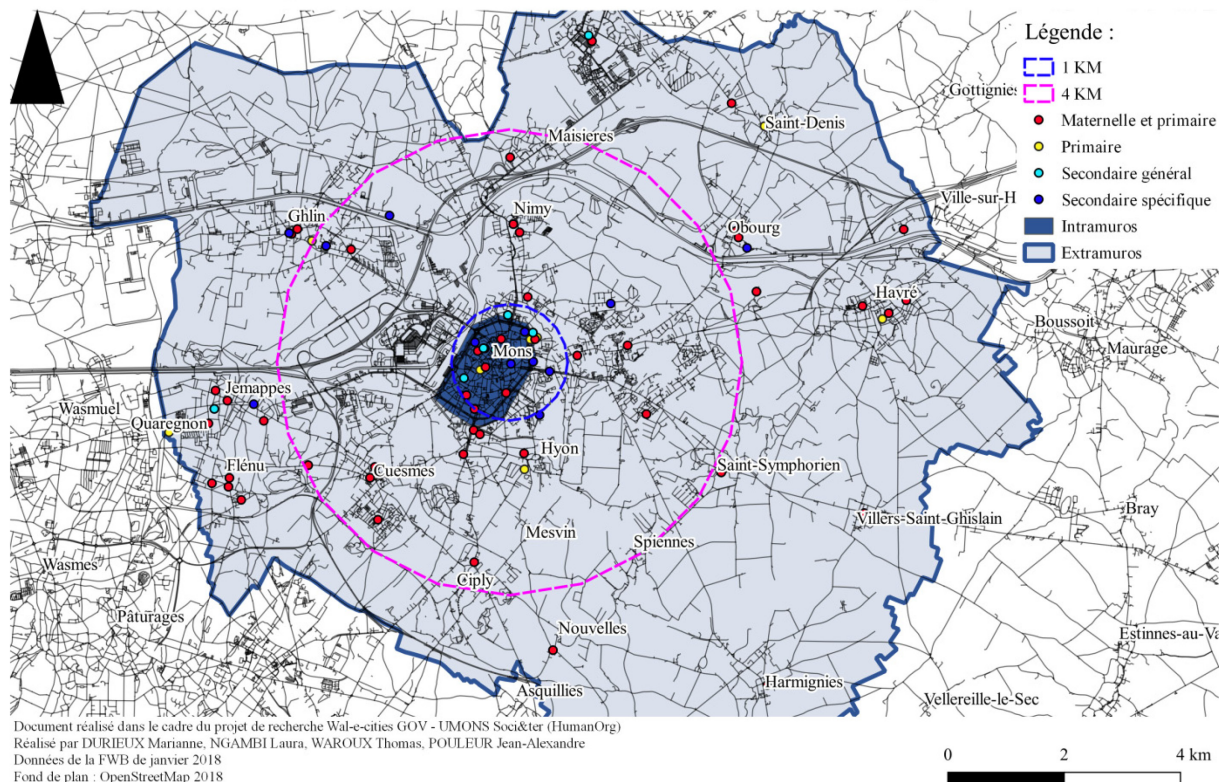 Légende :
1 KM
4 KM
Maternelle et primaire
Primaire
Secondaire général
Secondaire spécifique
Intramuros
Extramuros
Gottignies
Saint-Denis
Maisieres
Ville-sur-H
Ghlin
Nimy
Obourg
Havré
Boussoit
Maurage
Mons
Jemappes
Wasmuel
Quaregnon
Hyon
Flénu
Cuesmes
Saint-Symphorien
Villers-Saint-Ghislain
Bray
Mesvin
Spiennes
Wasmes
Ciply
Pâturages
Nouvelles
Estinnes-au-Va
Asquillies
Harmignies
Vellereille-le-Sec
Document réalisé dans le cadre du projet de recherche Wal-e-cities GOV - UMONS Soci&ter (HumanOrg)
Réalisé par DURIEUX Marianne, NGAMBI Laura, WAROUX Thomas, POULEUR Jean-Alexandre
Données de la FWB de janvier 2018
Fond de plan : OpenStreetMap 2018
0 2 4 km